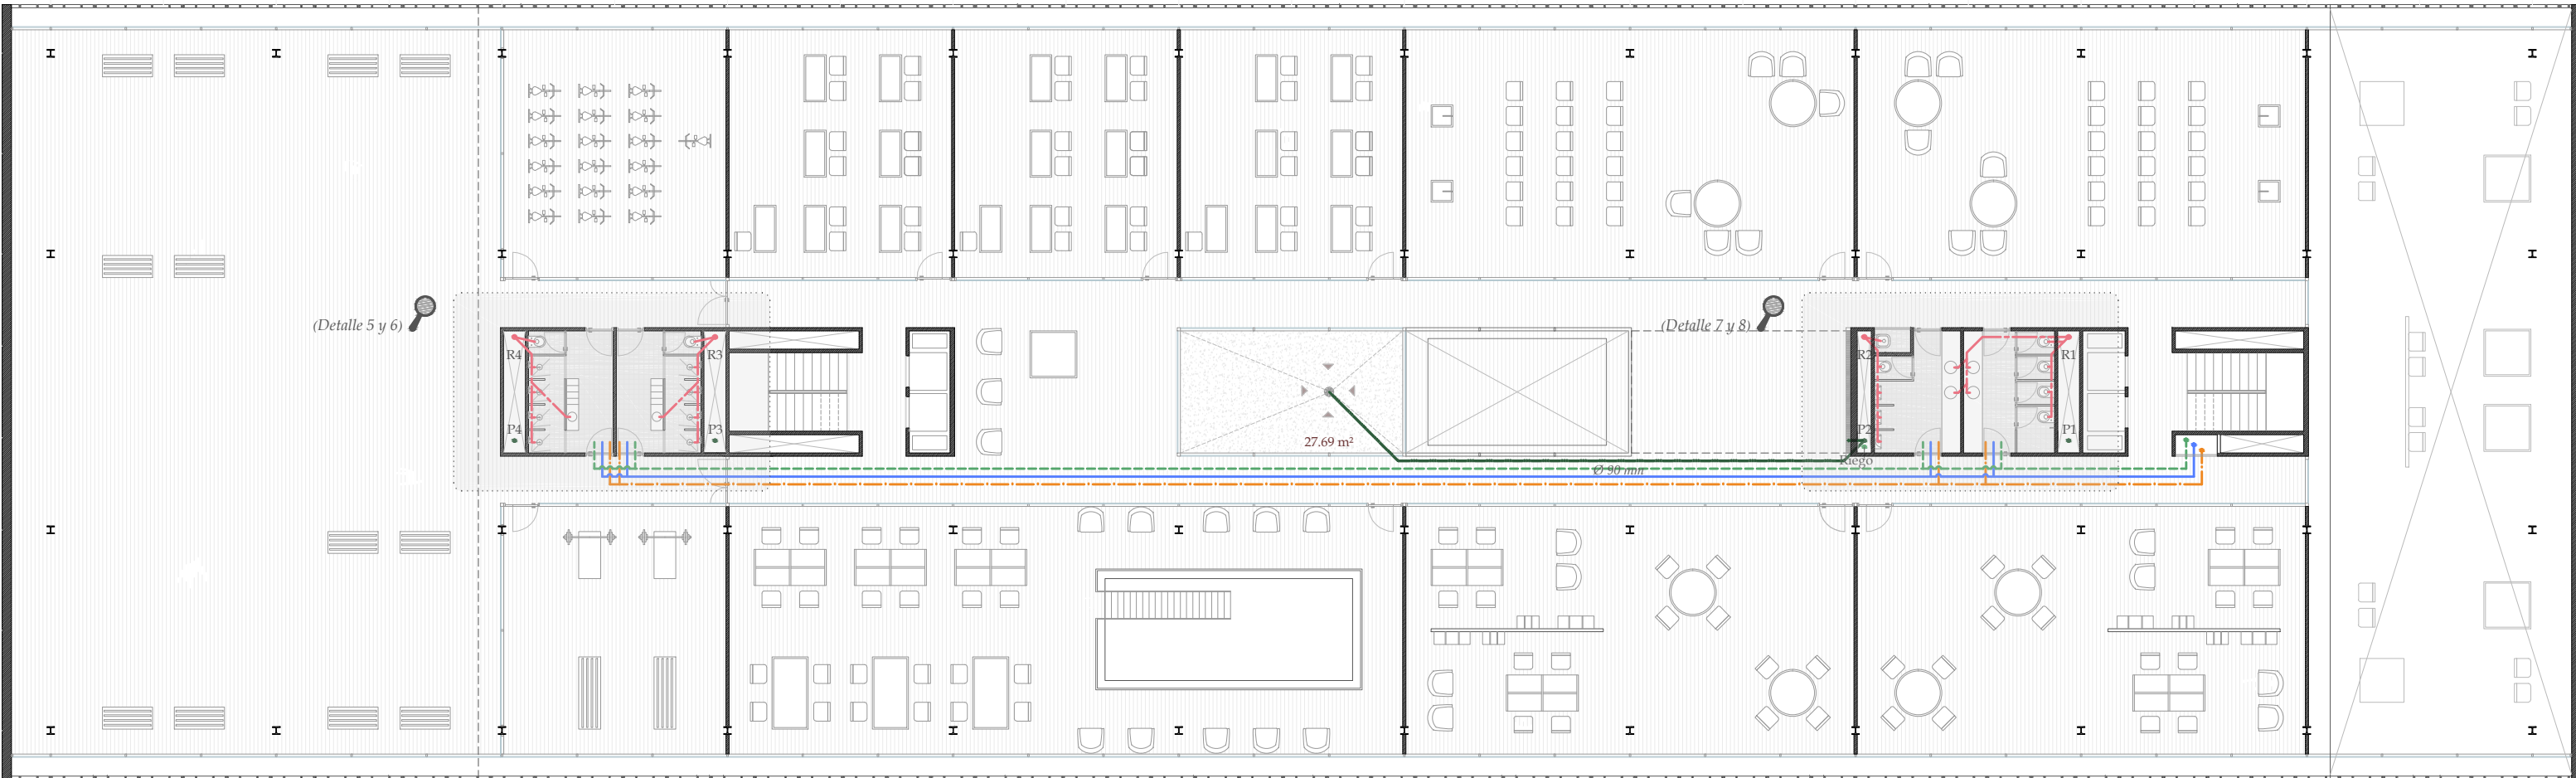 (Detalle 5 y 6)
(Detalle 7 y 8)
R4
R3
R2
R1
P4
P3
P2
P1
27.69 m²
Riego
Ø 90 mm